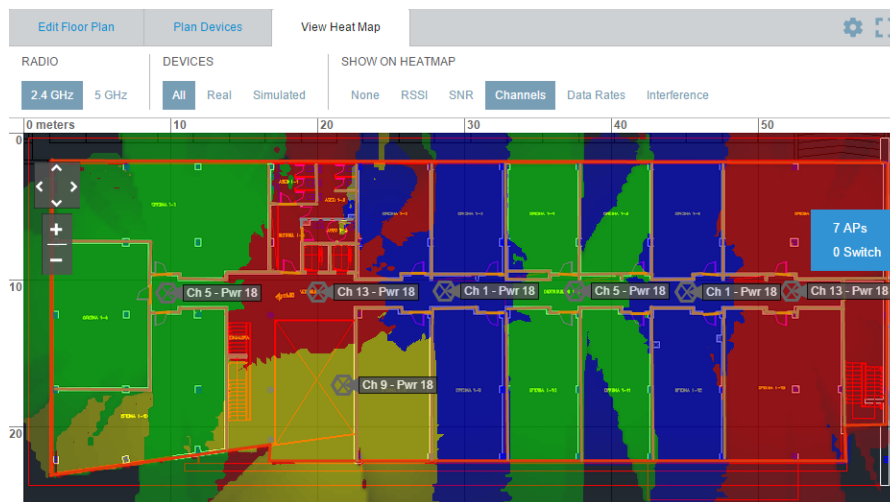 Edit Floor Plan Plan Devices View Heat Map
RADIO DEVICES SHOW ON HEATMAP
2.4 GHz 5 GHz All Real Simulated None RSSI SNR Channels Data Rates Interference
0 meters 10 20 30 40 50
0
7 APs
0 Switch
10
Ch 5 - Pwr 18 Ch 13 - Pwr 18 Ch 1 - Pwr 18 Ch 5 - Pwr 18 Ch 1 - Pwr 18 Ch 13 - Pwr 18
Ch 9 - Pwr 18
20